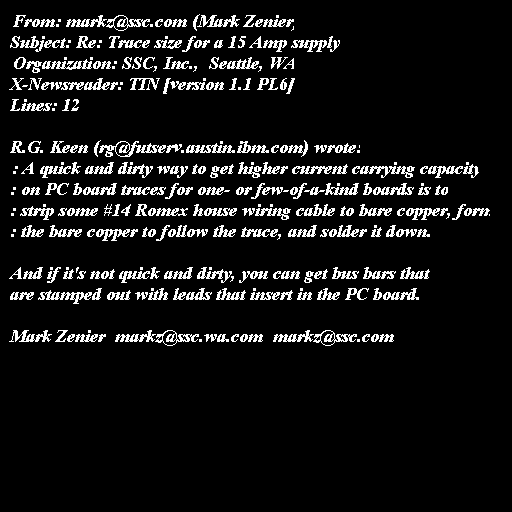 From: markz@ssc.com (Mark Zenier)
Subject: Re: Trace size for a 15 Amp supply
Organization: SSC, Inc., Seattle, WA
X-Newsreader: TIN [version 1.1 PL6]
Lines: 12
R.G. Keen (rg@futserv.austin.ibm.com) wrote:
: A quick and dirty way to get higher current carrying capacity
: on PC board traces for one- or few-of-a-kind boards is to
: strip some #14 Romex house wiring cable to bare copper, form
: the bare copper to follow the trace, and solder it down.
And if it's not quick and dirty, you can get bus bars that
are stamped out with leads that insert in the PC board.
Mark Zenier markz@ssc.wa.com markz@ssc.com